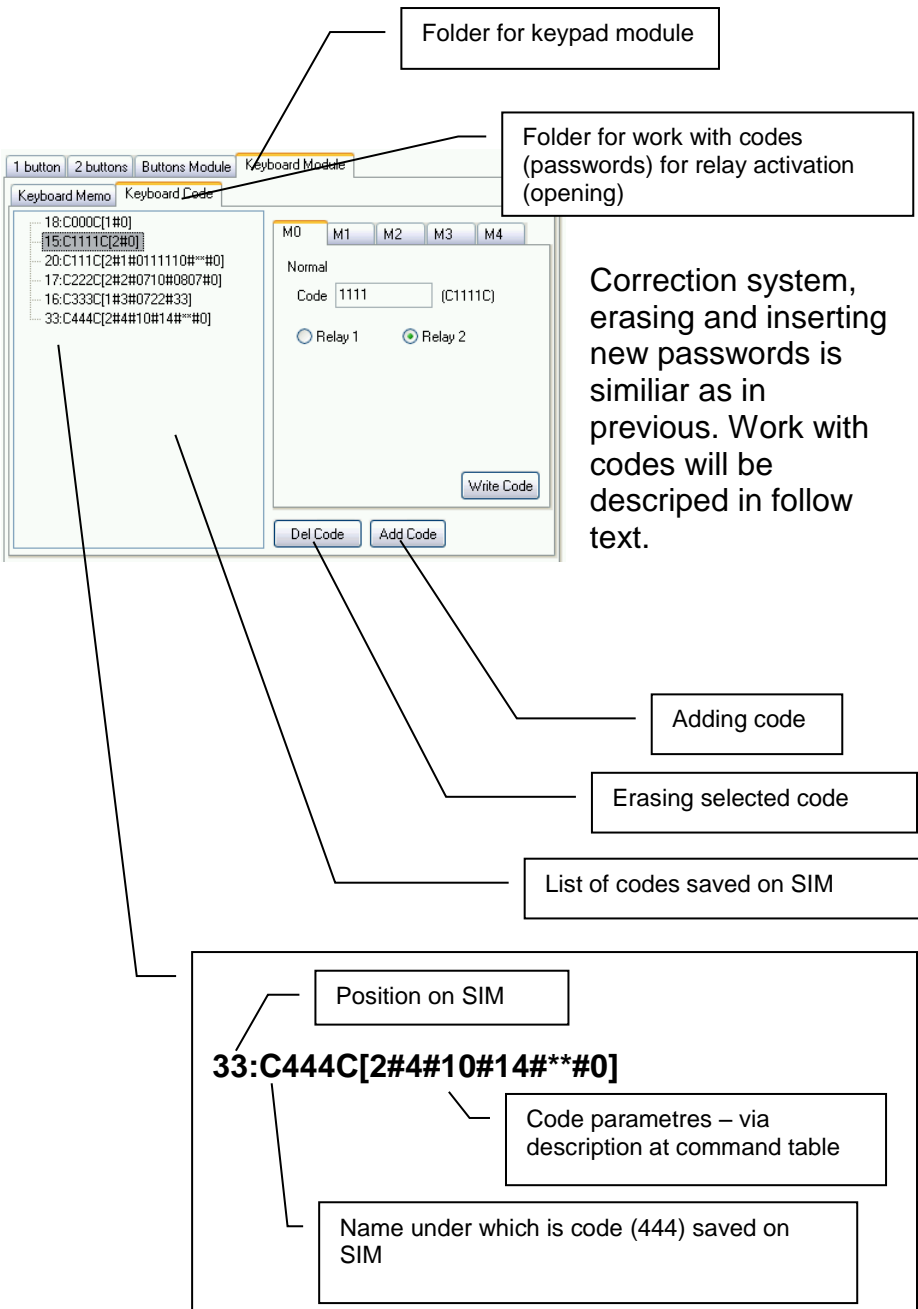 Folder for keypad module
Folder for work with codes
(passwords) for relay activation
(opening)
1 button 2 buttons Buttons Module Keyboard Module
Keyboard Memo Keyboard Code
18:C000C[1#0]
15:C1111C[2#0]
20:C111C[2#1#0111110#**#0]
17:C222C[2#2#0710#0807#0]
16:C333C[1#3#0722#33]
33:C444C[2#4#10#14#**#0]
M0 M1 M2 M3 M4
Normal
Code 1111 (C1111C)
Relay 1 Relay 2
Write Code
Del Code Add Code
Correction system,
erasing and inserting
new passwords is
similiar as in
previous. Work with
codes will be
descriped in follow
text.
Adding code
Erasing selected code
List of codes saved on SIM
Position on SIM
33:C444C[2#4#10#14#**#0]
Code parametres – via
description at command table
Name under which is code (444) saved on
SIM